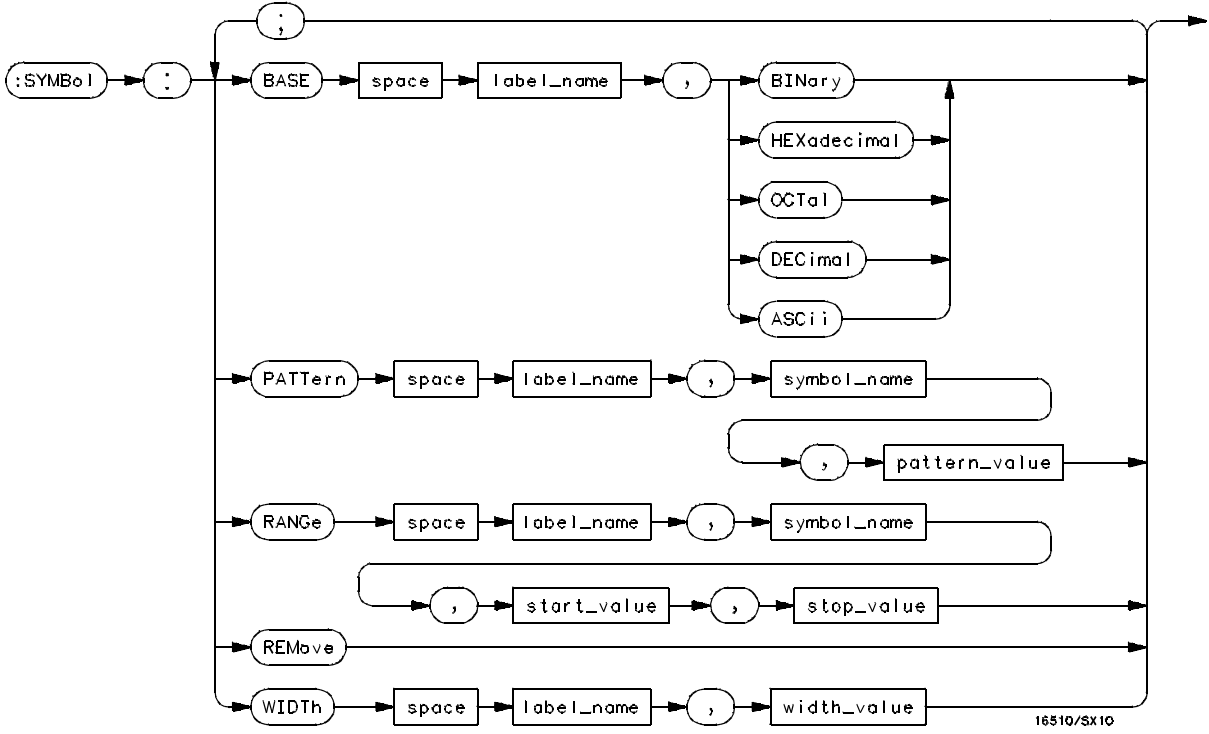 ;
:SYMBol : BASE space label_name , BINary
HEXadecimal
OCTal
DECimal
ASCii
PATTern space label_name , symbol_name
, pattern_value
RANGe space label_name , symbol_name
, start_value , stop_value
REMove
WIDTh space label_name , width_value
16510/SX10